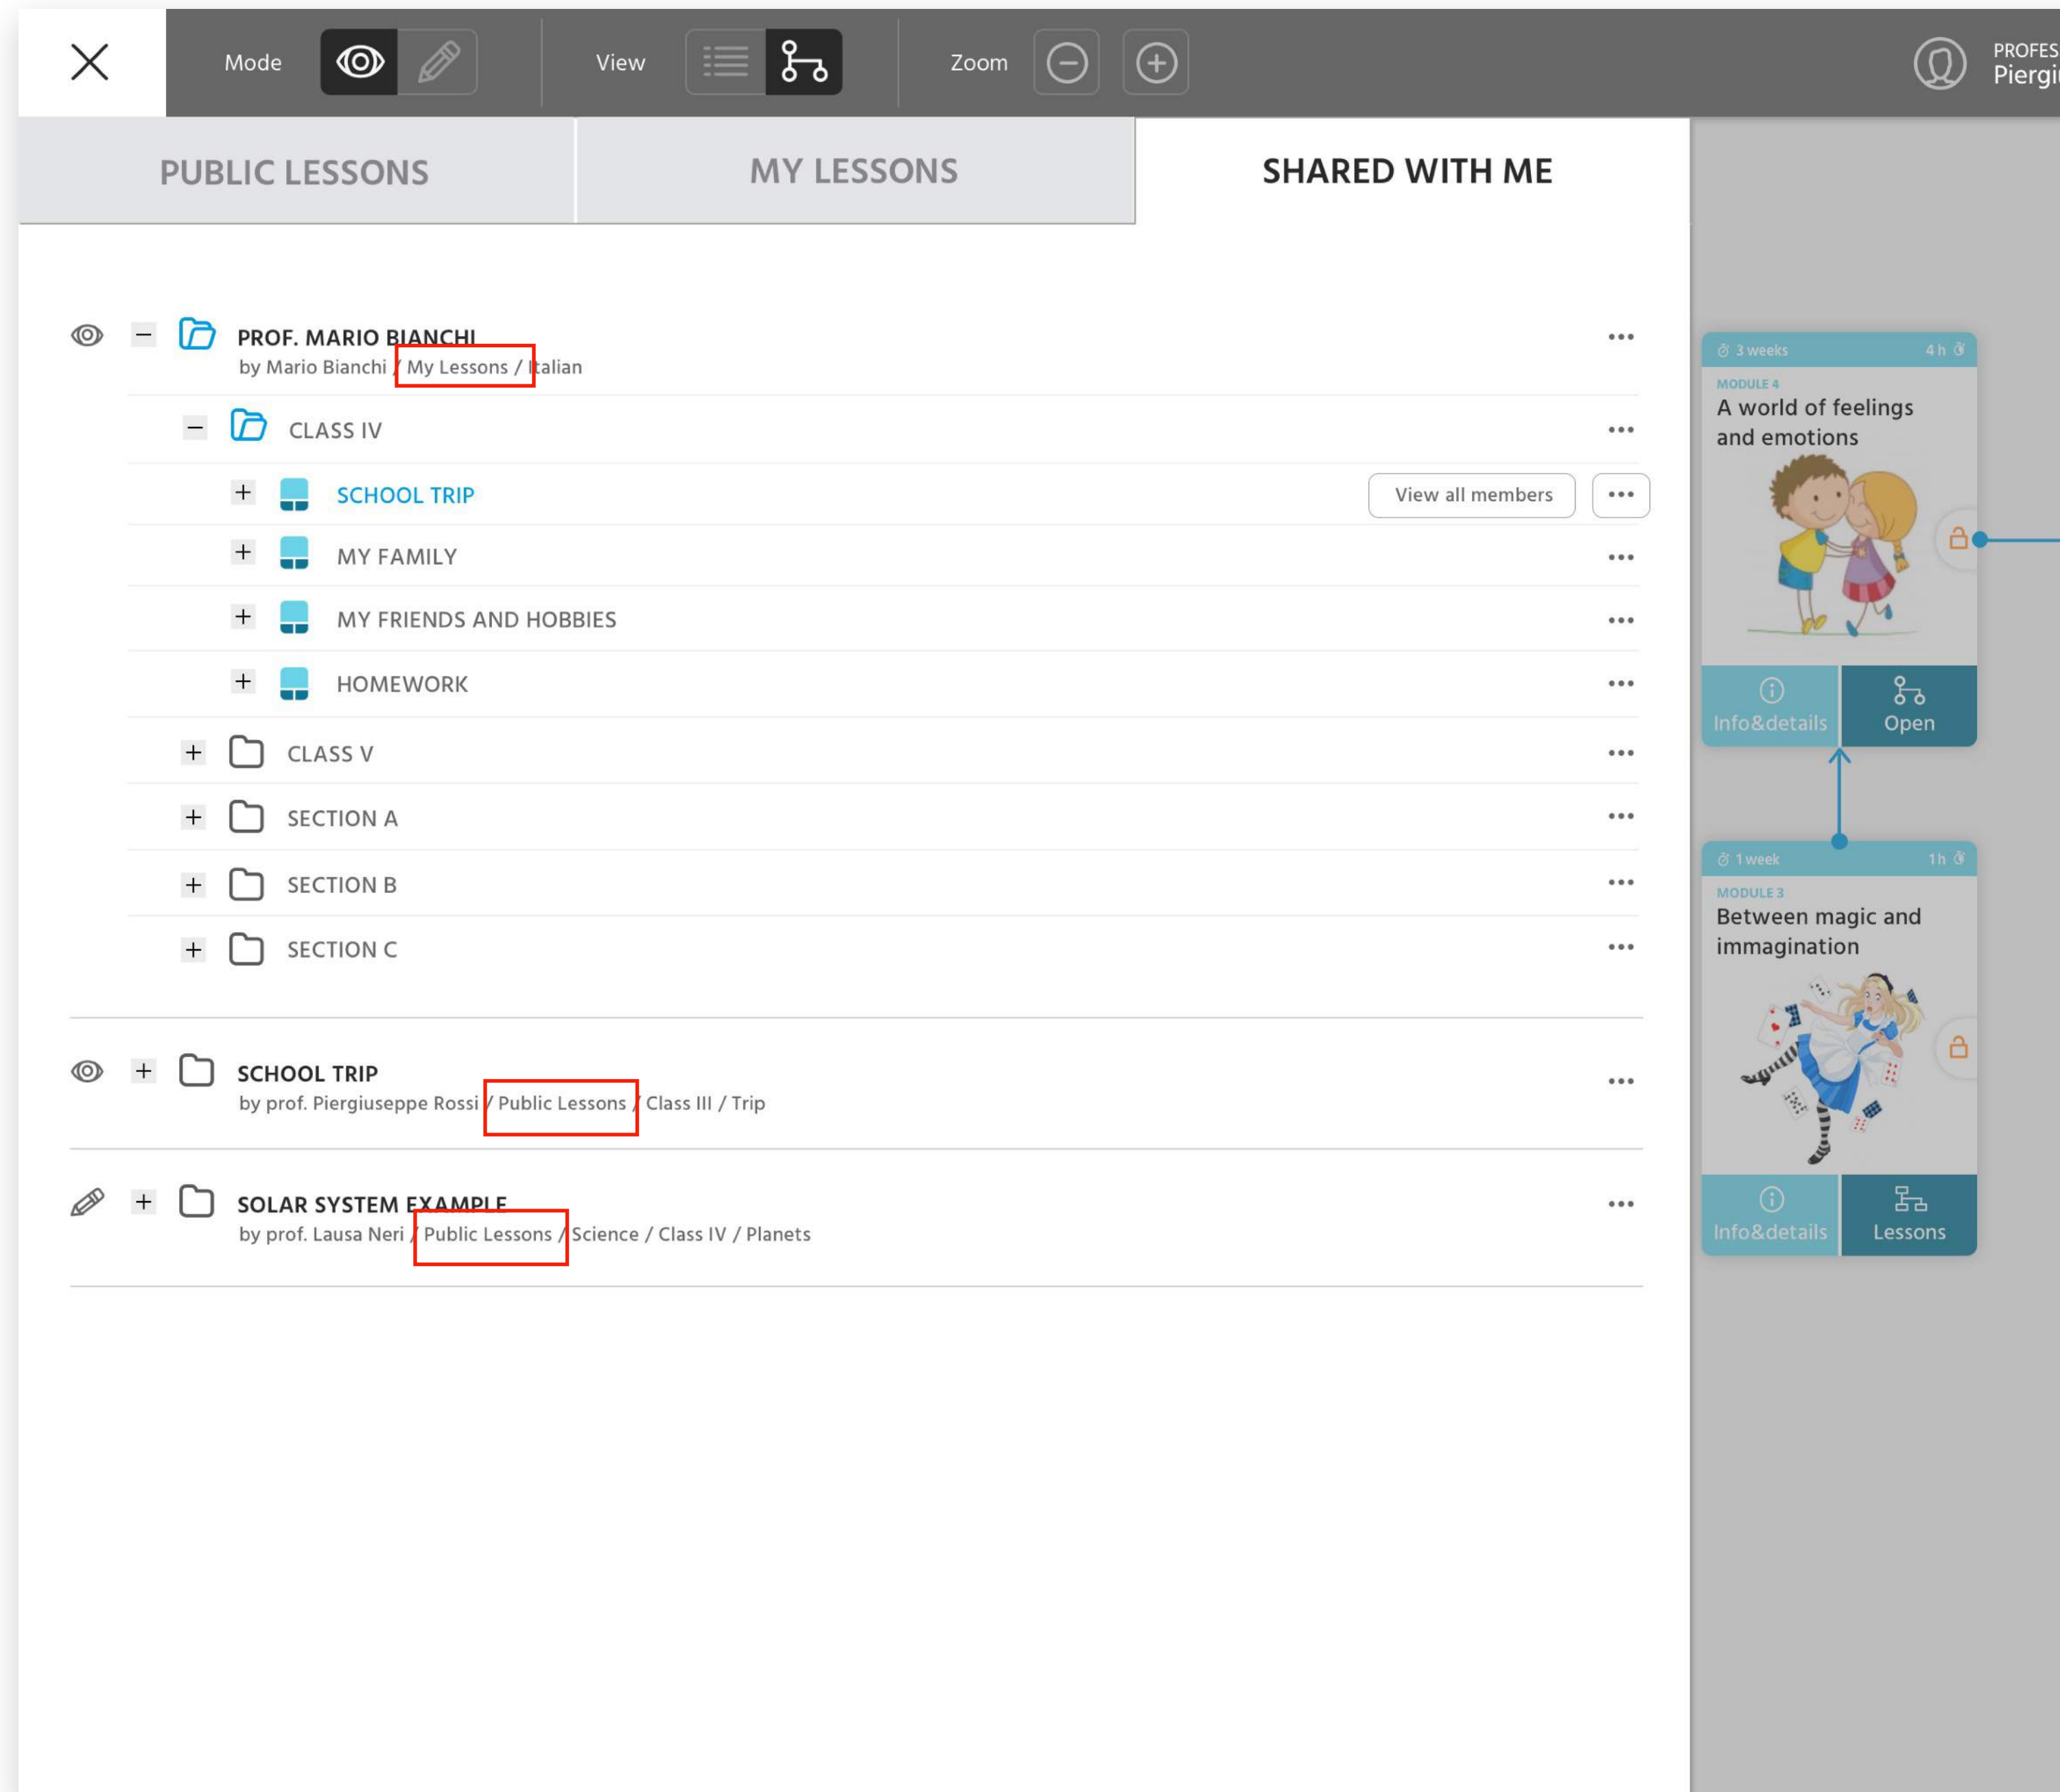 Mode
View
Zoom
PROFES
Piergiu
PUBLIC LESSONS
MY LESSONS
SHARED WITH ME
PROF. MARIO BIANCHI
by Mario Bianchi / My Lessons / Italian
CLASS IV
SCHOOL TRIP
View all members
MY FAMILY
MY FRIENDS AND HOBBIES
HOMEWORK
CLASS V
SECTION A
SECTION B
SECTION C
SCHOOL TRIP
by prof. Piergiuseppe Rossi / Public Lessons / Class III / Trip
SOLAR SYSTEM EXAMPLE
by prof. Lausa Neri / Public Lessons / Science / Class IV / Planets
3 weeks 4 h
MODULE 4
A world of feelings
and emotions
Info&details
Open
1 week 1 h
MODULE 3
Between magic and
immagination
Info&details
Lessons